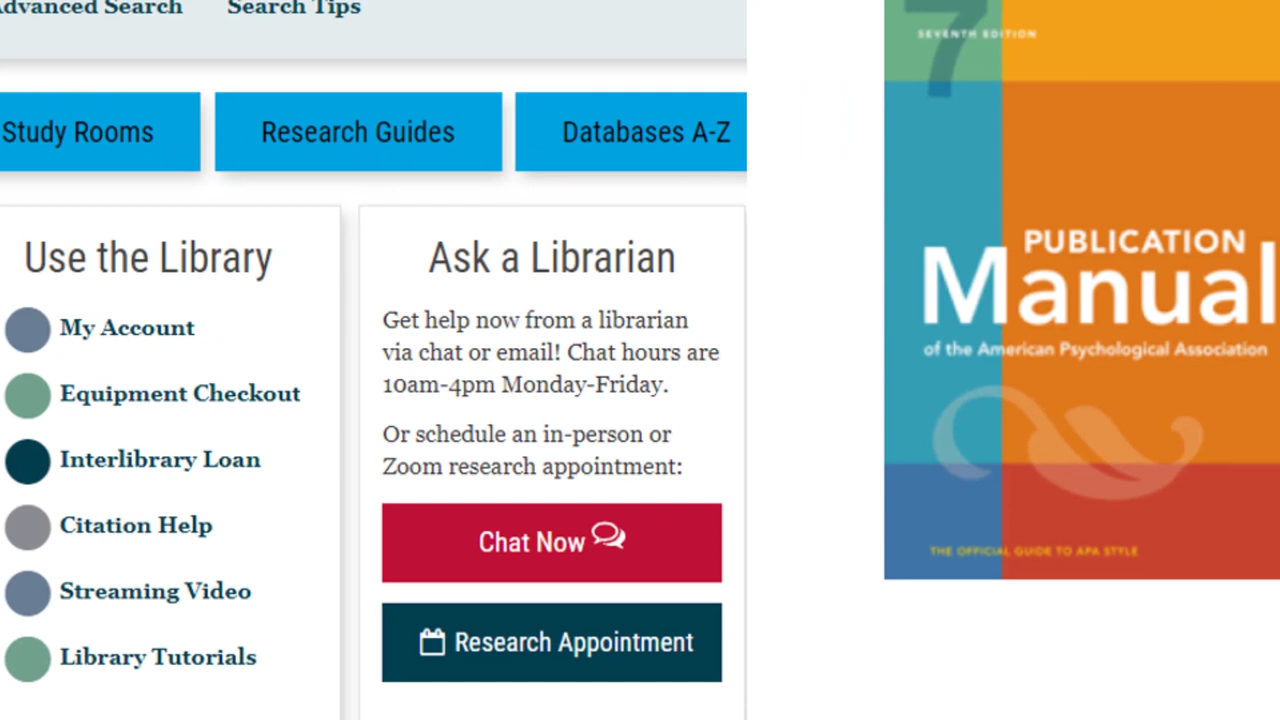 Advanced Search Search Tips
Study Rooms
Research Guides
Databases A-Z
Use the Library
My Account
Equipment Checkout
Interlibrary Loan
Citation Help
Streaming Video
Library Tutorials
Ask a Librarian
Get help now from a librarian
via chat or email! Chat hours are
10am-4pm Monday-Friday.
Or schedule an in-person or
Zoom research appointment:
Chat Now
Research Appointment
7
SEVENTH EDITION
PUBLICATION
Manual
of the American Psychological Association
THE OFFICIAL GUIDE TO APA STYLE